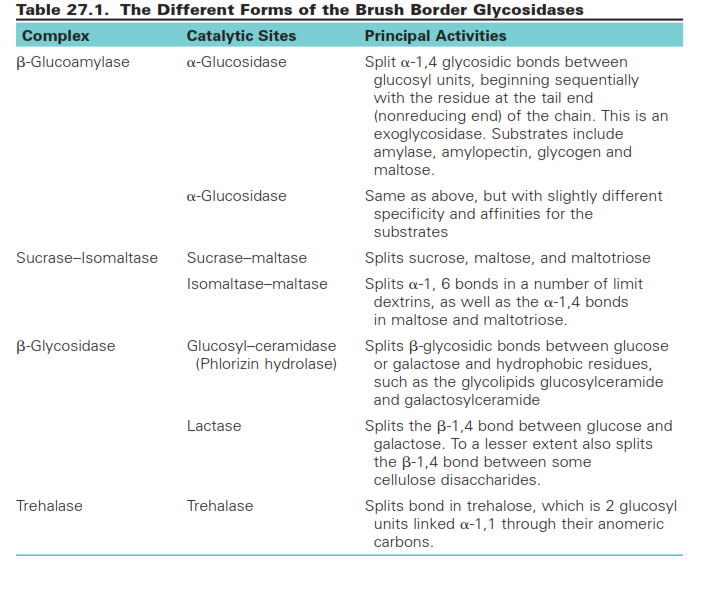 Table 27.1. The Different Forms of the Brush Border Glycosidases
Complex Catalytic Sites Principal Activities
β-Glucoamylase α-Glucosidase Split α-1,4 glycosidic bonds between
glucosyl units, beginning sequentially
with the residue at the tail end
(nonreducing end) of the chain. This is an
exoglycosidase. Substrates include
amylase, amylopectin, glycogen and
maltose.
α-Glucosidase Same as above, but with slightly different
specificity and affinities for the
substrates
Sucrase–Isomaltase Sucrase–maltase Splits sucrose, maltose, and maltotriose
Isomaltase–maltase Splits α-1, 6 bonds in a number of limit
dextrins, as well as the α-1,4 bonds
in maltose and maltotriose.
β-Glycosidase Glucosyl–ceramidase Splits β-glycosidic bonds between glucose
(Phlorizin hydrolase) or galactose and hydrophobic residues,
such as the glycolipids glucosylceramide
and galactosylceramide
Lactase Splits the β-1,4 bond between glucose and
galactose. To a lesser extent also splits
the β-1,4 bond between some
cellulose disaccharides.
Trehalase Trehalase Splits bond in trehalose, which is 2 glucosyl
units linked α-1,1 through their anomeric
carbons.